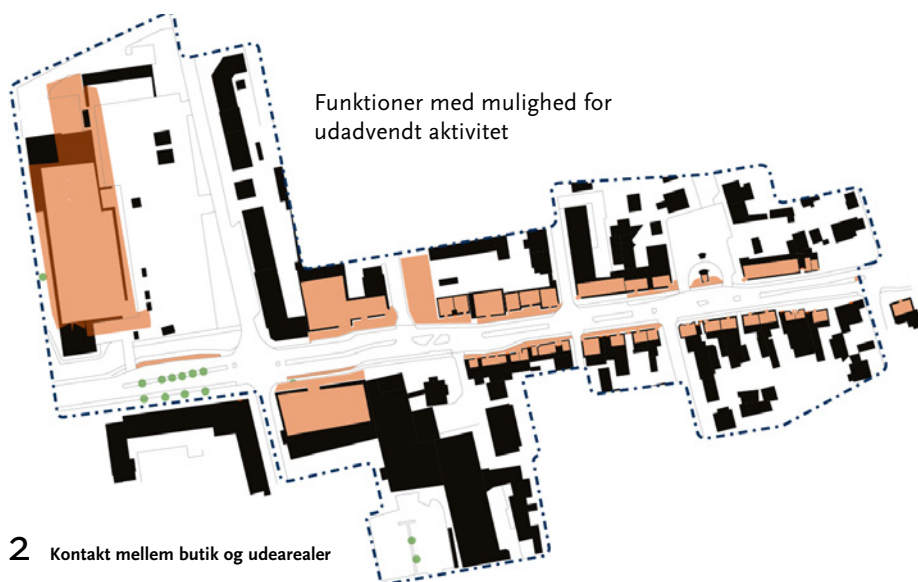 Funktioner med mulighed for
udadvendt aktivitet
2 Kontakt mellem butik og udearealer